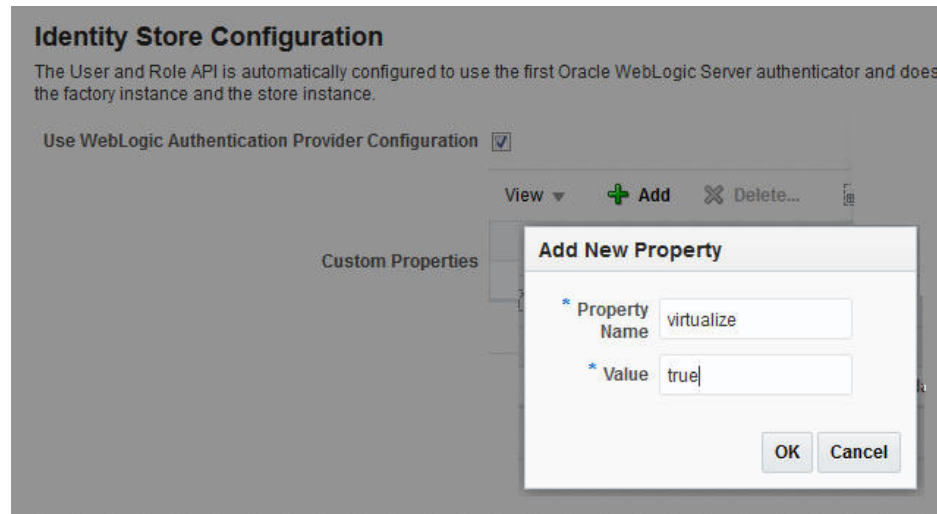 Identity Store Configuration
The User and Role API is automatically configured to use the first Oracle WebLogic Server authenticator and does
the factory instance and the store instance.
Use WebLogic Authentication Provider Configuration
View Add Delete...
Custom Properties
Add New Property
* Property
Name
virtualize
* Value true
OK Cancel